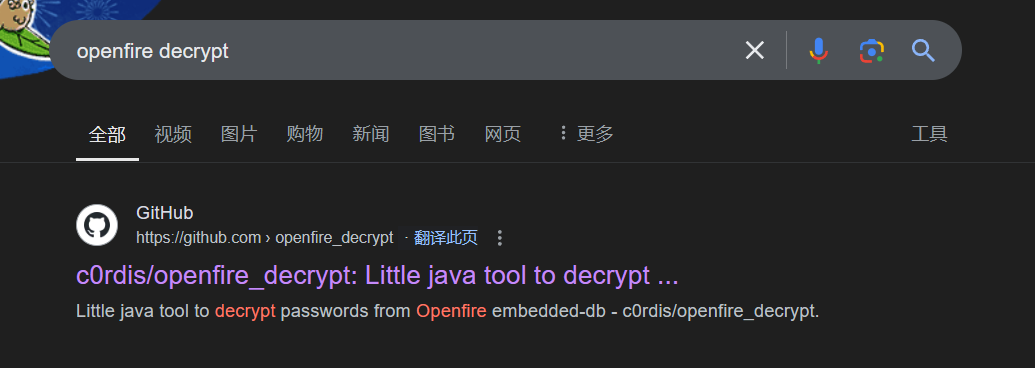 openfire decrypt
全部 视频 图片 购物 新闻 图书 网页 更多 工具
GitHub
https://github.com › openfire_decrypt · 翻译此页
c0rdis/openfire_decrypt: Little java tool to decrypt ...
Little java tool to decrypt passwords from Openfire embedded-db - c0rdis/openfire_decrypt.